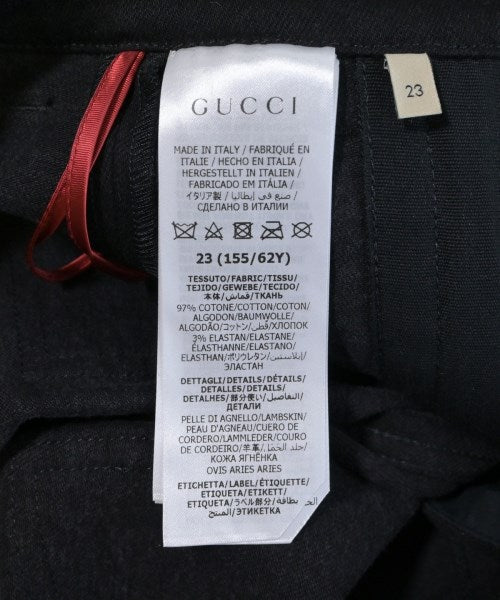 GUCCI
MADE IN ITALY / FABRIQUÉ EN
ITALIE / HECHO EN ITALIA /
HERGESTELLT IN ITALIEN /
FABRICADO EM ITÁLIA /
イタリア製 / صنع في إيطاليا /
СДЕЛАНО В ИТАЛИИ
23 (155/62Y)
TESSUTO/FABRIC/TISSU/
TEJIDO/GEWEBE/TECIDO/
本体/قماش/ТКАНЬ
97% COTONE/COTTON/COTON/
ALGODON/BAUMWOLLE/
ALGODÃO/コットン/قطن/ХЛОПОК
3% ELASTAN/ELASTANE/
ÉLASTHANNE/ELASTANO/
ELASTHAN/ポリウレタン/إيلاستين/
ЭЛАСТАН
DETTAGLI/DETAILS/DÉTAILS/
DETALLES/DETAILS/
DETALHES/部分使い/التفاصيل/
ДЕТАЛИ
PELLE DI AGNELLO/LAMBSKIN/
PEAU D'AGNEAU/CUERO DE
CORDERO/LAMMLEDER/COURO
DE CORDEIRO/羊革/جلد الحمل/
КОЖА ЯГНЁНКА
OVIS ARIES ARIES
ETICHETTA/LABEL/ÉTIQUETTE/
ETIQUETA/ETIKETT/
ETIQUETA/ラベル部分/بطاقة
المنتج/ЭТИКЕТКА
23